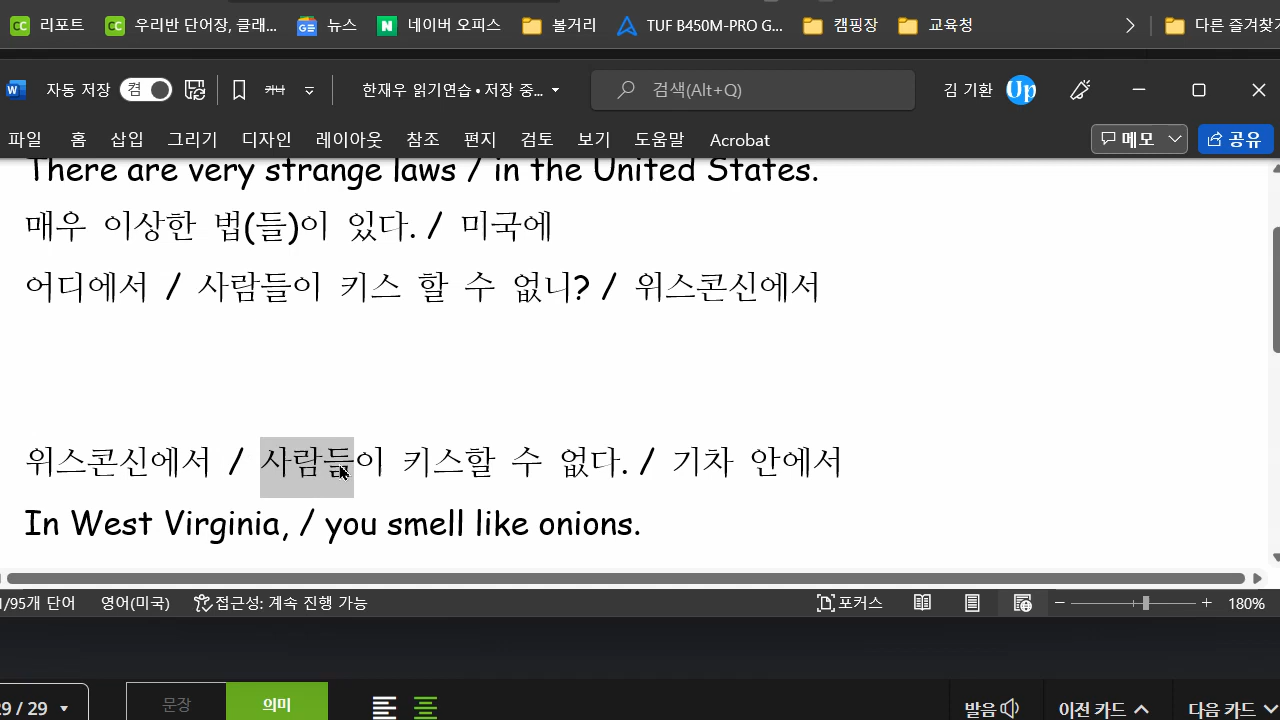 리포트 우리반 단어장, 클래... 뉴스 네이버 오피스 볼거리 TUF B450M-PRO G... 캠핑장 교육청 다른 즐겨찾
자동 저장 켬 한재우 읽기연습 • 저장 중... 검색(Alt+Q) 김 기환
파일 홈 삽입 그리기 디자인 레이아웃 참조 편지 검토 보기 도움말 Acrobat 메모 공유
There are very strange laws / in the United States.
매우 이상한 법(들)이 있다. / 미국에
어디에서 / 사람들이 키스 할 수 없니? / 위스콘신에서
위스콘신에서 / 사람들이 키스할 수 없다. / 기차 안에서
In West Virginia, / you smell like onions.
/95개 단어 영어(미국) 접근성: 계속 진행 가능 포커스 180%
29 / 29 문장 의미 발음 이전 카드 다음 카드